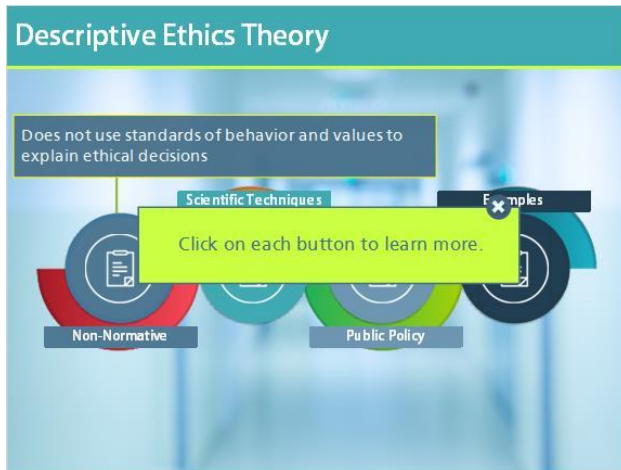 Descriptive Ethics Theory
Does not use standards of behavior and values to
explain ethical decisions
Scientific Techniques
Click on each button to learn more.
Non-Normative
Public Policy